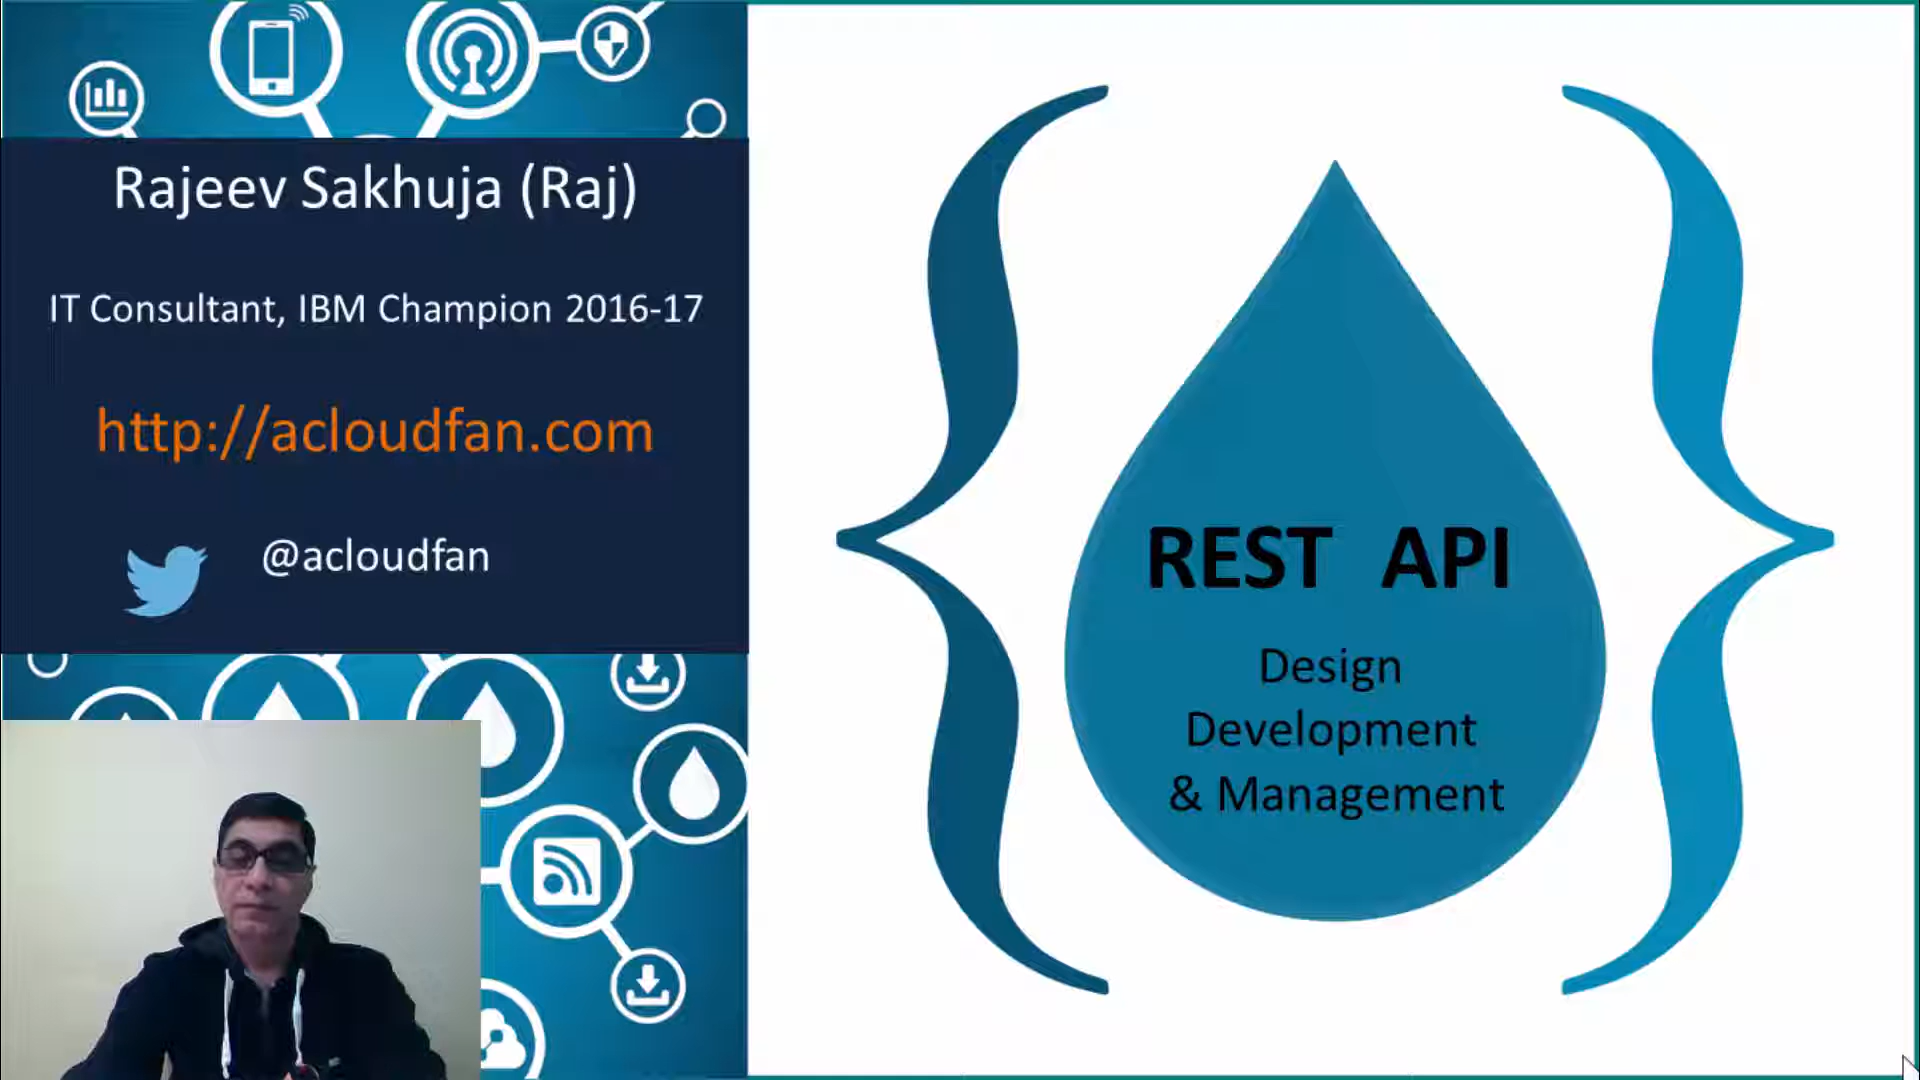 Rajeev Sakhuja (Raj)
IT Consultant, IBM Champion 2016-17
http://acloudfan.com
@acloudfan
REST API
Design
Development
& Management